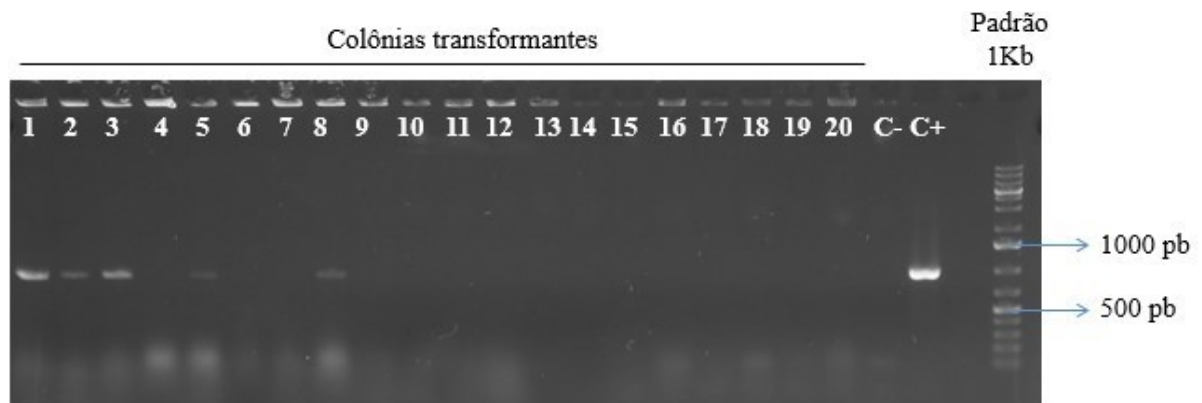 Colônias transformantes
Padrão
1Kb
1 2 3 4 5 6 7 8 9 10 11 12 13 14 15 16 17 18 19 20 C- C+
1000 pb
500 pb